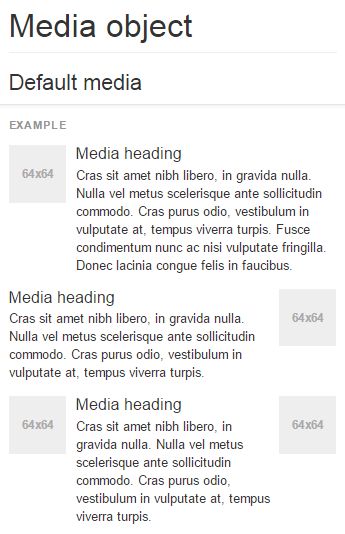 Media object
Default media
EXAMPLE
64x64
Media heading
Cras sit amet nibh libero, in gravida nulla.
Nulla vel metus scelerisque ante sollicitudin
commodo. Cras purus odio, vestibulum in
vulputate at, tempus viverra turpis. Fusce
condimentum nunc ac nisi vulputate fringilla.
Donec lacinia congue felis in faucibus.
Media heading
Cras sit amet nibh libero, in gravida nulla.
Nulla vel metus scelerisque ante sollicitudin
commodo. Cras purus odio, vestibulum in
vulputate at, tempus viverra turpis.
64x64
64x64
Media heading
Cras sit amet nibh libero, in
gravida nulla. Nulla vel metus
scelerisque ante sollicitudin
commodo. Cras purus odio,
vestibulum in vulputate at, tempus
viverra turpis.
64x64